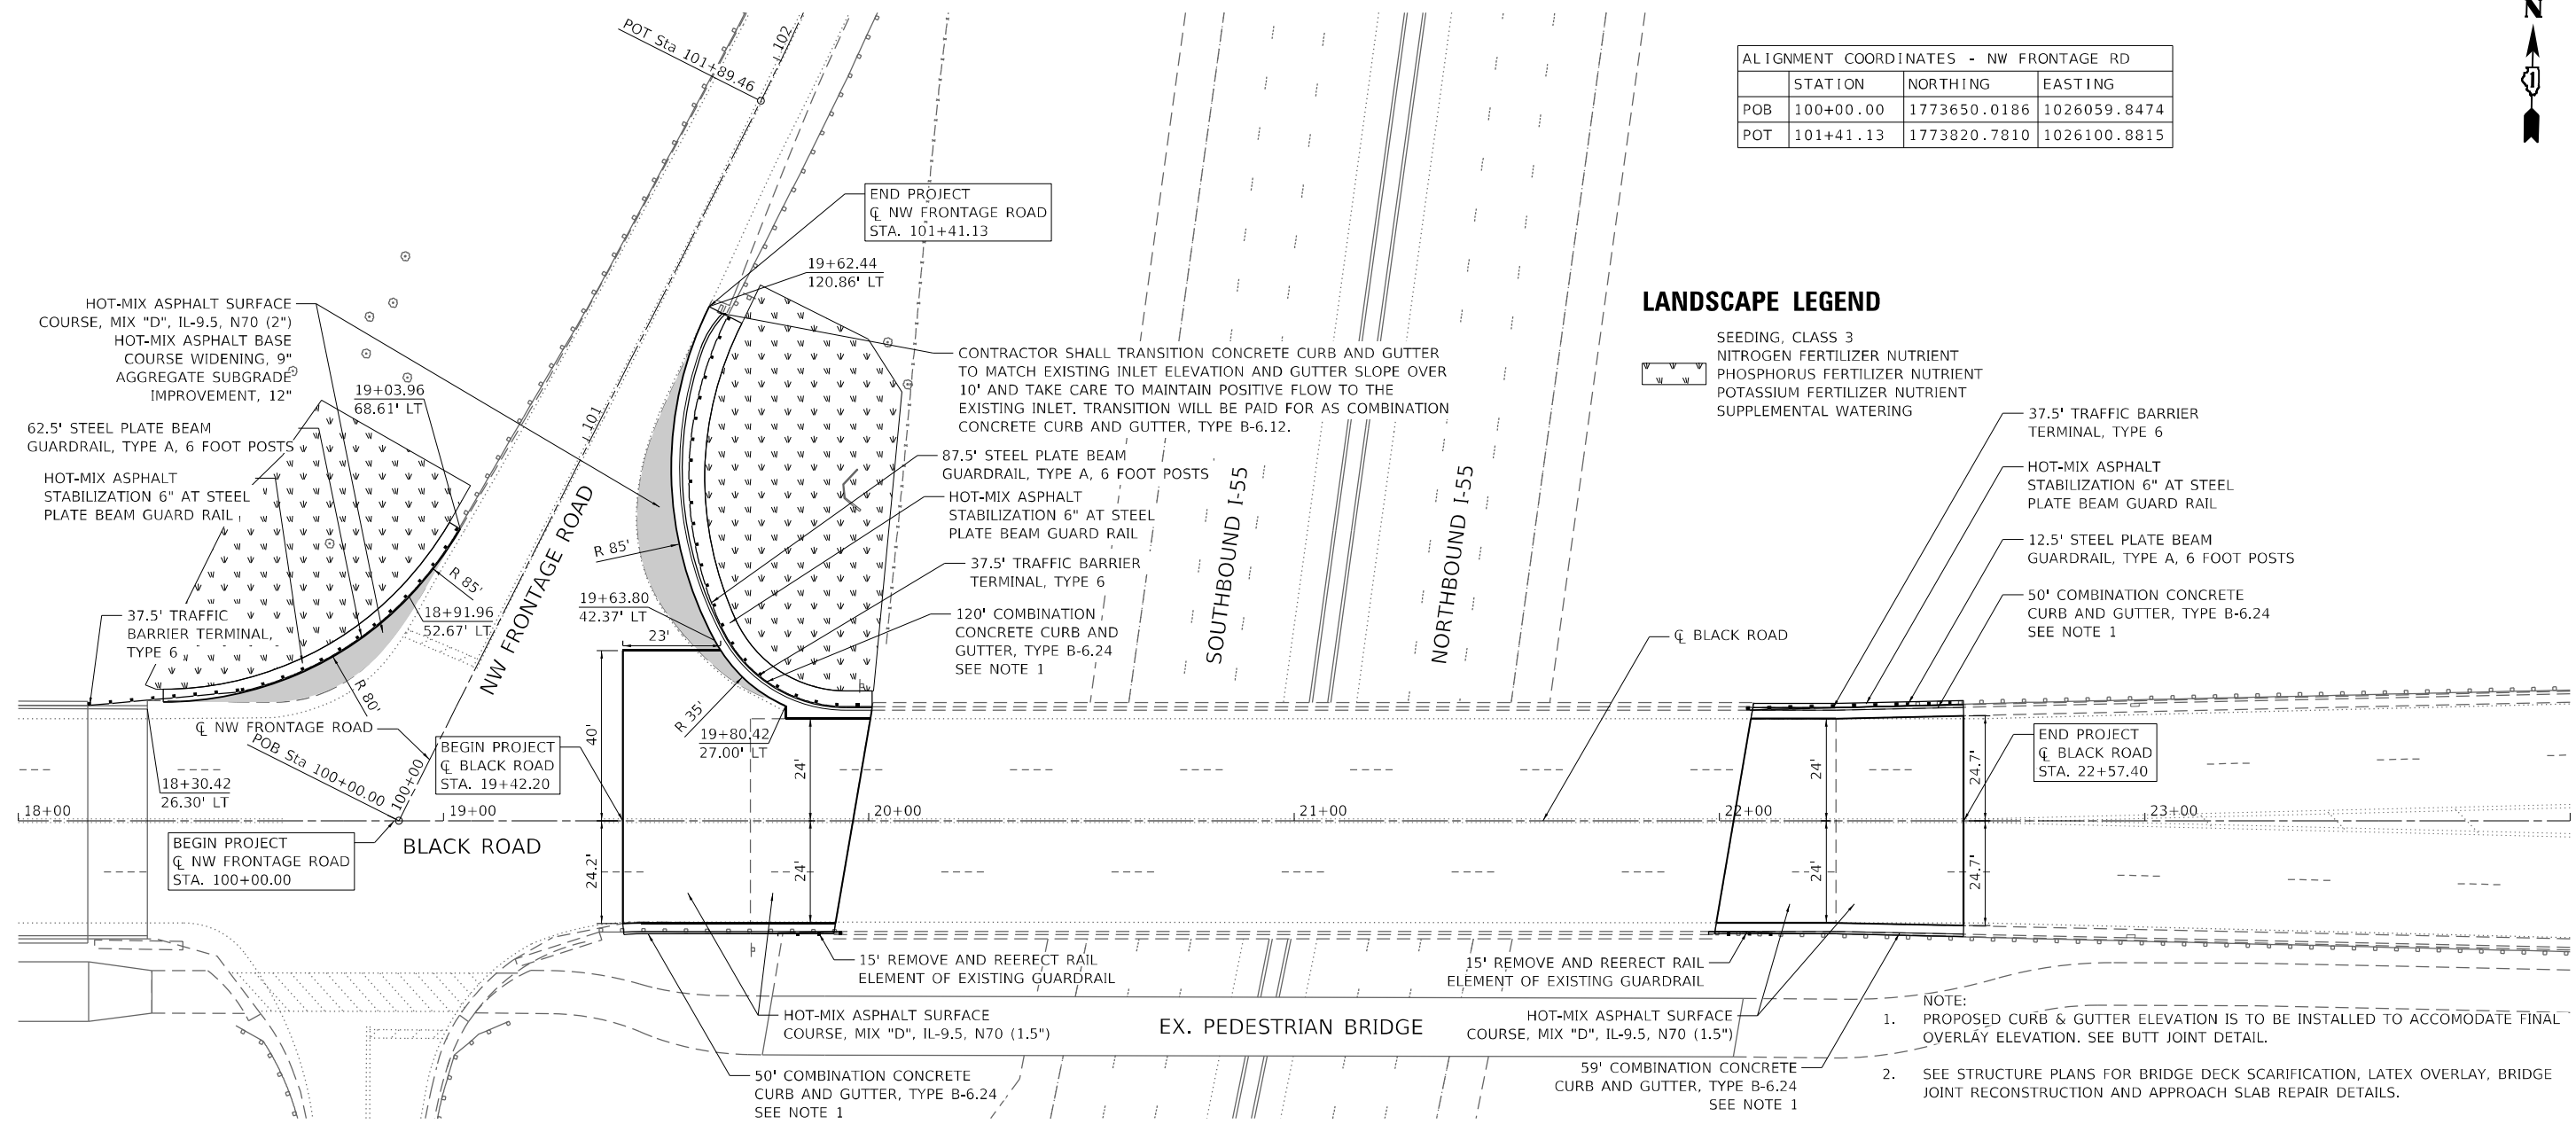 N
1
POT Sta 101+89.46
102
ALIGNMENT COORDINATES - NW FRONTAGE RD
STATION NORTHING EASTING
POB 100+00.00 1773650.0186 1026059.8474
POT 101+41.13 1773820.7810 1026100.8815
END PROJECT
℄ NW FRONTAGE ROAD
STA. 101+41.13
19+62.44
120.86' LT
HOT-MIX ASPHALT SURFACE
COURSE, MIX "D", IL-9.5, N70 (2")
HOT-MIX ASPHALT BASE
COURSE WIDENING, 9"
AGGREGATE SUBGRADE
IMPROVEMENT, 12"
19+03.96
68.61' LT
62.5' STEEL PLATE BEAM
GUARDRAIL, TYPE A, 6 FOOT POSTS
HOT-MIX ASPHALT
STABILIZATION 6" AT STEEL
PLATE BEAM GUARD RAIL
37.5' TRAFFIC
BARRIER TERMINAL,
TYPE 6
101
NW FRONTAGE ROAD
R 85'
18+91.96
52.67' LT
R 80'
℄ NW FRONTAGE ROAD
POB Sta 100+00.00
100+00
18+30.42
26.30' LT
BEGIN PROJECT
℄ BLACK ROAD
STA. 19+42.20
BEGIN PROJECT
℄ NW FRONTAGE ROAD
STA. 100+00.00
BLACK ROAD
CONTRACTOR SHALL TRANSITION CONCRETE CURB AND GUTTER
TO MATCH EXISTING INLET ELEVATION AND GUTTER SLOPE OVER
10' AND TAKE CARE TO MAINTAIN POSITIVE FLOW TO THE
EXISTING INLET. TRANSITION WILL BE PAID FOR AS COMBINATION
CONCRETE CURB AND GUTTER, TYPE B-6.12.
87.5' STEEL PLATE BEAM
GUARDRAIL, TYPE A, 6 FOOT POSTS
HOT-MIX ASPHALT
STABILIZATION 6" AT STEEL
PLATE BEAM GUARD RAIL
37.5' TRAFFIC BARRIER
TERMINAL, TYPE 6
120' COMBINATION
CONCRETE CURB AND
GUTTER, TYPE B-6.24
SEE NOTE 1
R 85'
19+63.80
42.37' LT
23'
R 35'
19+80.42
27.00' LT
40'
24.2'
24'
24'
SOUTHBOUND I-55
NORTHBOUND I-55
LANDSCAPE LEGEND
SEEDING, CLASS 3
NITROGEN FERTILIZER NUTRIENT
PHOSPHORUS FERTILIZER NUTRIENT
POTASSIUM FERTILIZER NUTRIENT
SUPPLEMENTAL WATERING
37.5' TRAFFIC BARRIER
TERMINAL, TYPE 6
HOT-MIX ASPHALT
STABILIZATION 6" AT STEEL
PLATE BEAM GUARD RAIL
12.5' STEEL PLATE BEAM
GUARDRAIL, TYPE A, 6 FOOT POSTS
50' COMBINATION CONCRETE
CURB AND GUTTER, TYPE B-6.24
SEE NOTE 1
℄ BLACK ROAD
END PROJECT
℄ BLACK ROAD
STA. 22+57.40
24'
24'
24.7'
24.7'
18+00
19+00
20+00
21+00
22+00
23+00
15' REMOVE AND REERECT RAIL
ELEMENT OF EXISTING GUARDRAIL
HOT-MIX ASPHALT SURFACE
COURSE, MIX "D", IL-9.5, N70 (1.5")
50' COMBINATION CONCRETE
CURB AND GUTTER, TYPE B-6.24
SEE NOTE 1
EX. PEDESTRIAN BRIDGE
15' REMOVE AND REERECT RAIL
ELEMENT OF EXISTING GUARDRAIL
HOT-MIX ASPHALT SURFACE
COURSE, MIX "D", IL-9.5, N70 (1.5")
59' COMBINATION CONCRETE
CURB AND GUTTER, TYPE B-6.24
SEE NOTE 1
NOTE:
1. PROPOSED CURB & GUTTER ELEVATION IS TO BE INSTALLED TO ACCOMODATE FINAL
OVERLAY ELEVATION. SEE BUTT JOINT DETAIL.
2. SEE STRUCTURE PLANS FOR BRIDGE DECK SCARIFICATION, LATEX OVERLAY, BRIDGE
JOINT RECONSTRUCTION AND APPROACH SLAB REPAIR DETAILS.